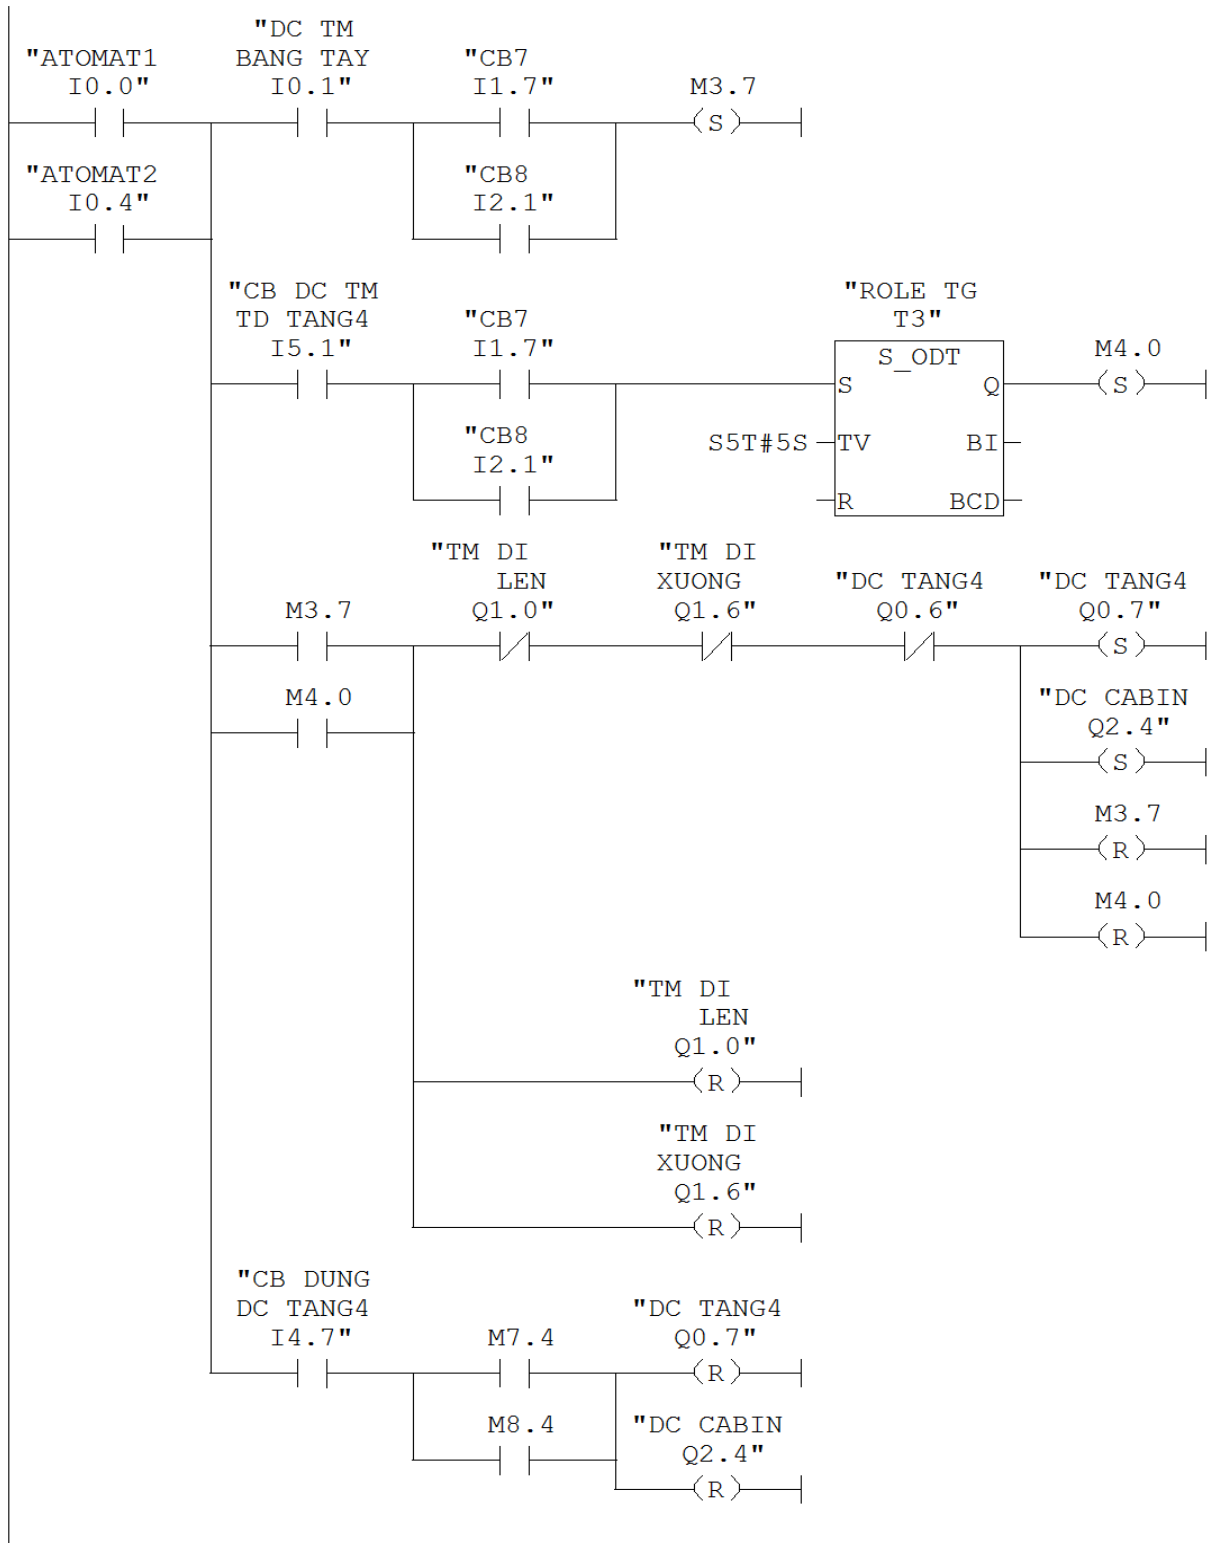 "DC TM
"ATOMAT1 BANG TAY "CB7
I0.0" I0.1" I1.7" M3.7
(S)
"ATOMAT2 "CB8
I0.4" I2.1"
"CB DC TM "ROLE TG
TD TANG4 "CB7 T3"
I5.1" I1.7" S_ODT M4.0
S Q (S)
"CB8
S5T#5S TV BI
I2.1"
R BCD
"TM DI "TM DI
LEN XUONG "DC TANG4 "DC TANG4
M3.7 Q1.0" Q1.6" Q0.6" Q0.7"
(S)
M4.0 "DC CABIN
Q2.4"
(S)
M3.7
(R)
M4.0
(R)
"TM DI
LEN
Q1.0"
(R)
"TM DI
XUONG
Q1.6"
(R)
"CB DUNG
DC TANG4 "DC TANG4
I4.7" M7.4 Q0.7"
(R)
M8.4 "DC CABIN
Q2.4"
(R)